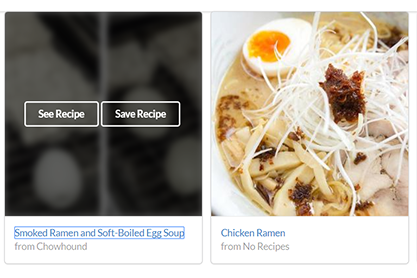 See Recipe
Save Recipe
Smoked Ramen and Soft-Boiled Egg Soup
from Chowhound
Chicken Ramen
from No Recipes